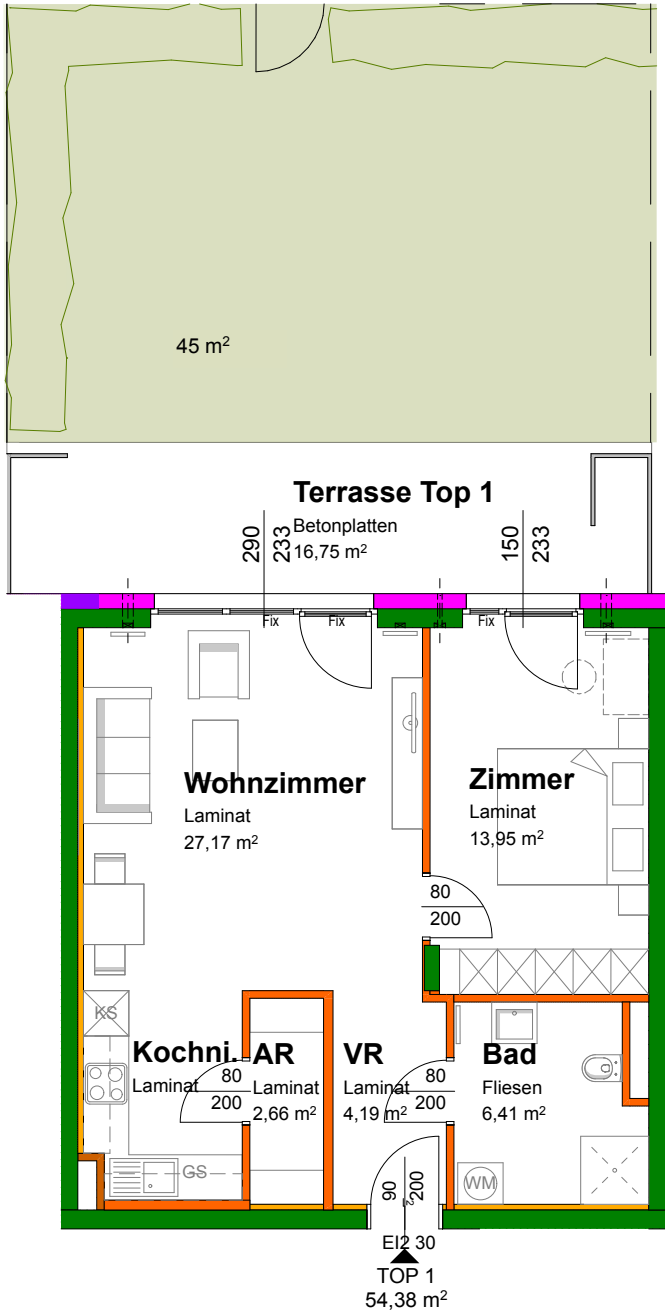 45 m²
Terrasse Top 1
Betonplatten
16,75 m²
290
233
150
233
Fix
Fix
Fix
Wohnzimmer
Laminat
27,17 m²
Zimmer
Laminat
13,95 m²
80
200
KS
Kochni.
Laminat
80
200
AR
Laminat
2,66 m²
VR
Laminat
4,19 m²
80
200
Bad
Fliesen
6,41 m²
GS
WM
90
200
EI2 30
TOP 1
54,38 m²